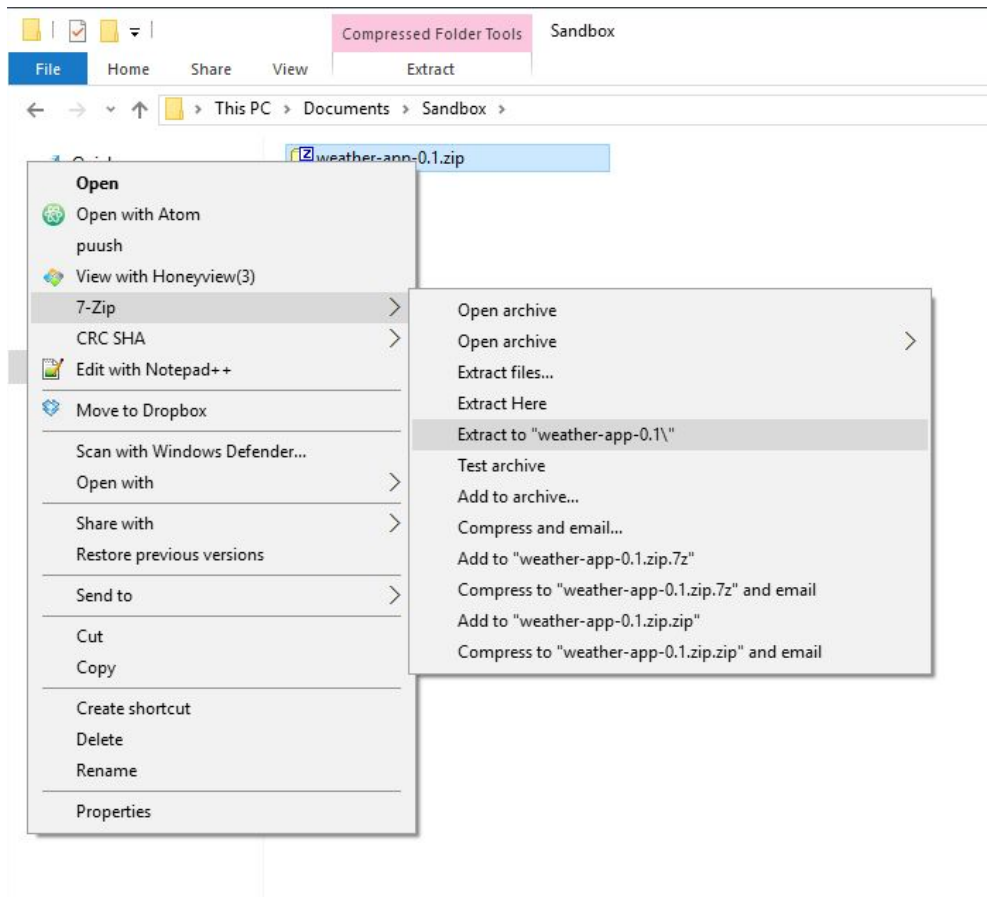 Compressed Folder Tools
Sandbox
File
Home
Share
View
Extract
This PC > Documents > Sandbox >
weather-app-0.1.zip
Open
Open with Atom
puush
View with Honeyview(3)
7-Zip
CRC SHA
Edit with Notepad++
Move to Dropbox
Scan with Windows Defender...
Open with
Share with
Restore previous versions
Send to
Cut
Copy
Create shortcut
Delete
Rename
Properties
Open archive
Open archive
Extract files...
Extract Here
Extract to "weather-app-0.1\"
Test archive
Add to archive...
Compress and email...
Add to "weather-app-0.1.zip.7z"
Compress to "weather-app-0.1.zip.7z" and email
Add to "weather-app-0.1.zip.zip"
Compress to "weather-app-0.1.zip.zip" and email